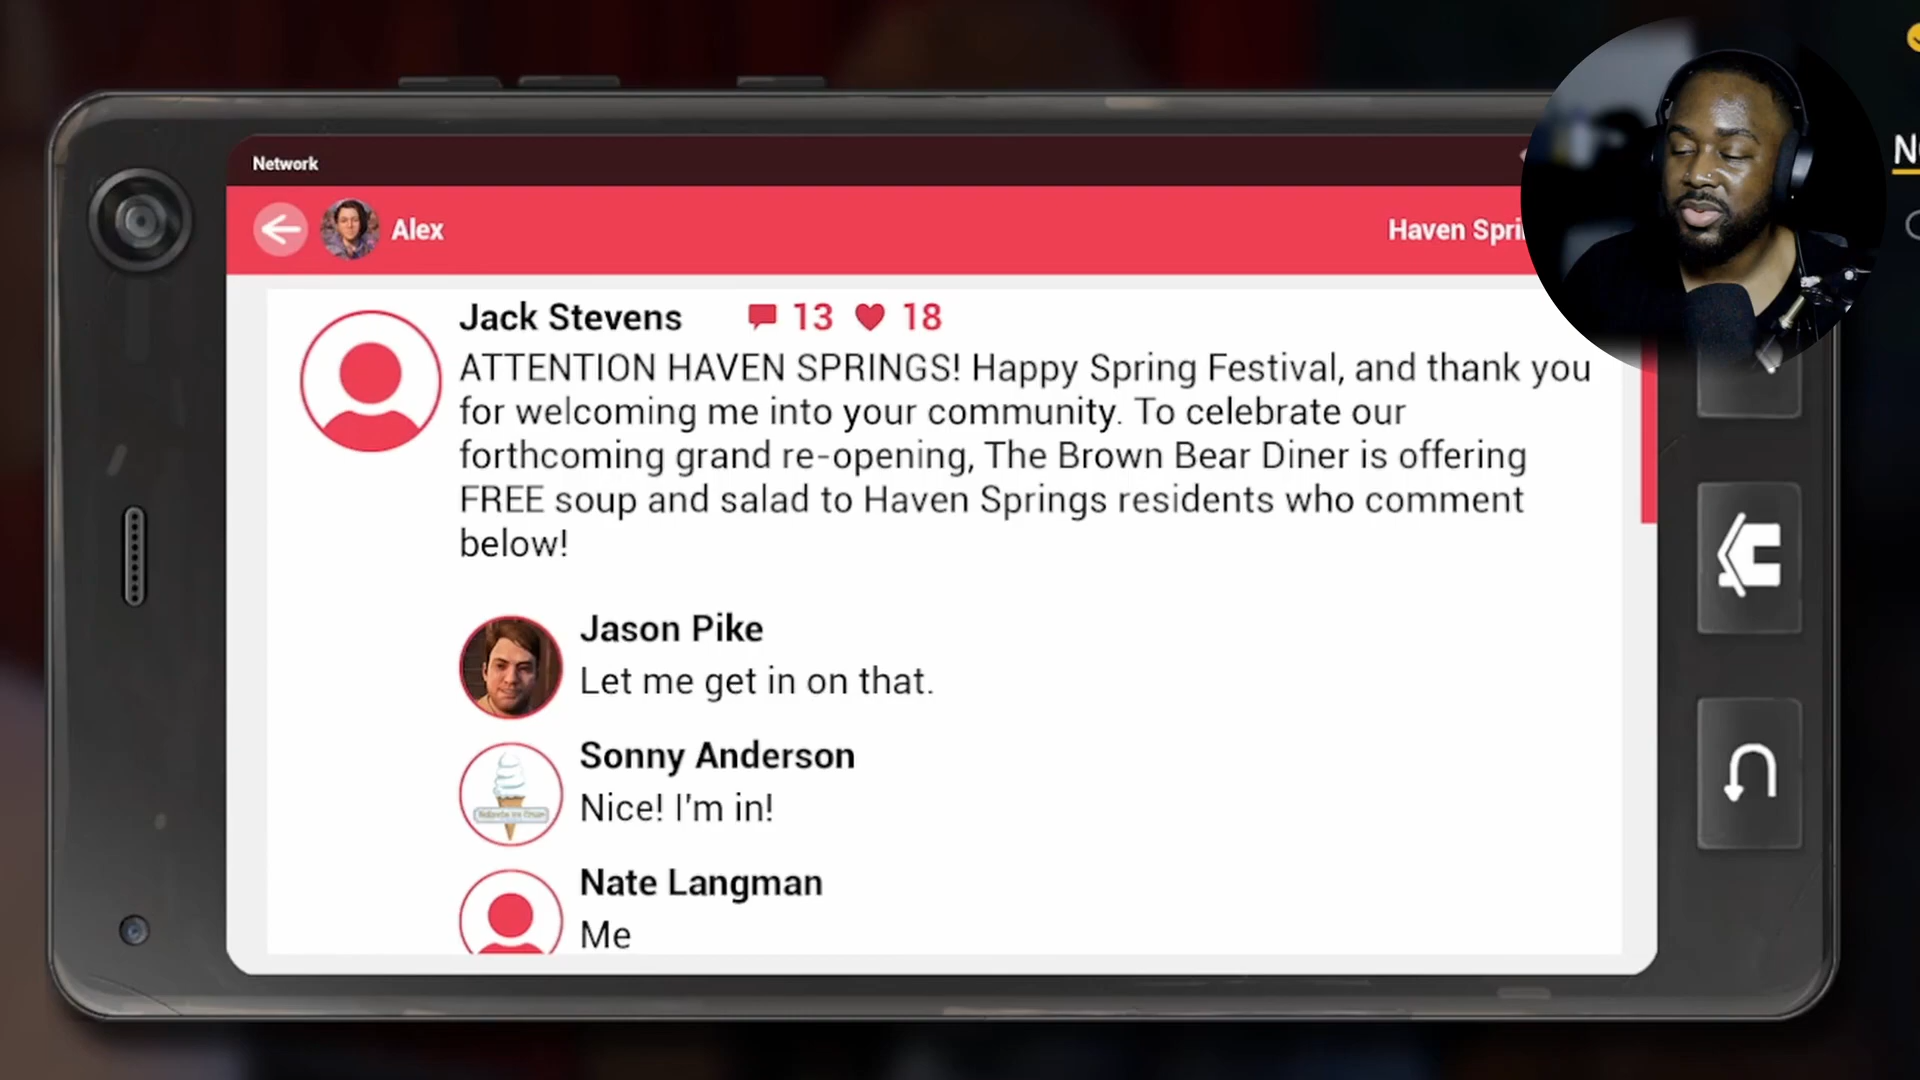 Network
Alex
Haven Spri
Jack Stevens 13 18
ATTENTION HAVEN SPRINGS! Happy Spring Festival, and thank you
for welcoming me into your community. To celebrate our
forthcoming grand re-opening, The Brown Bear Diner is offering
FREE soup and salad to Haven Springs residents who comment
below!
Jason Pike
Let me get in on that.
Sonny Anderson
Nice! I'm in!
Nate Langman
Me